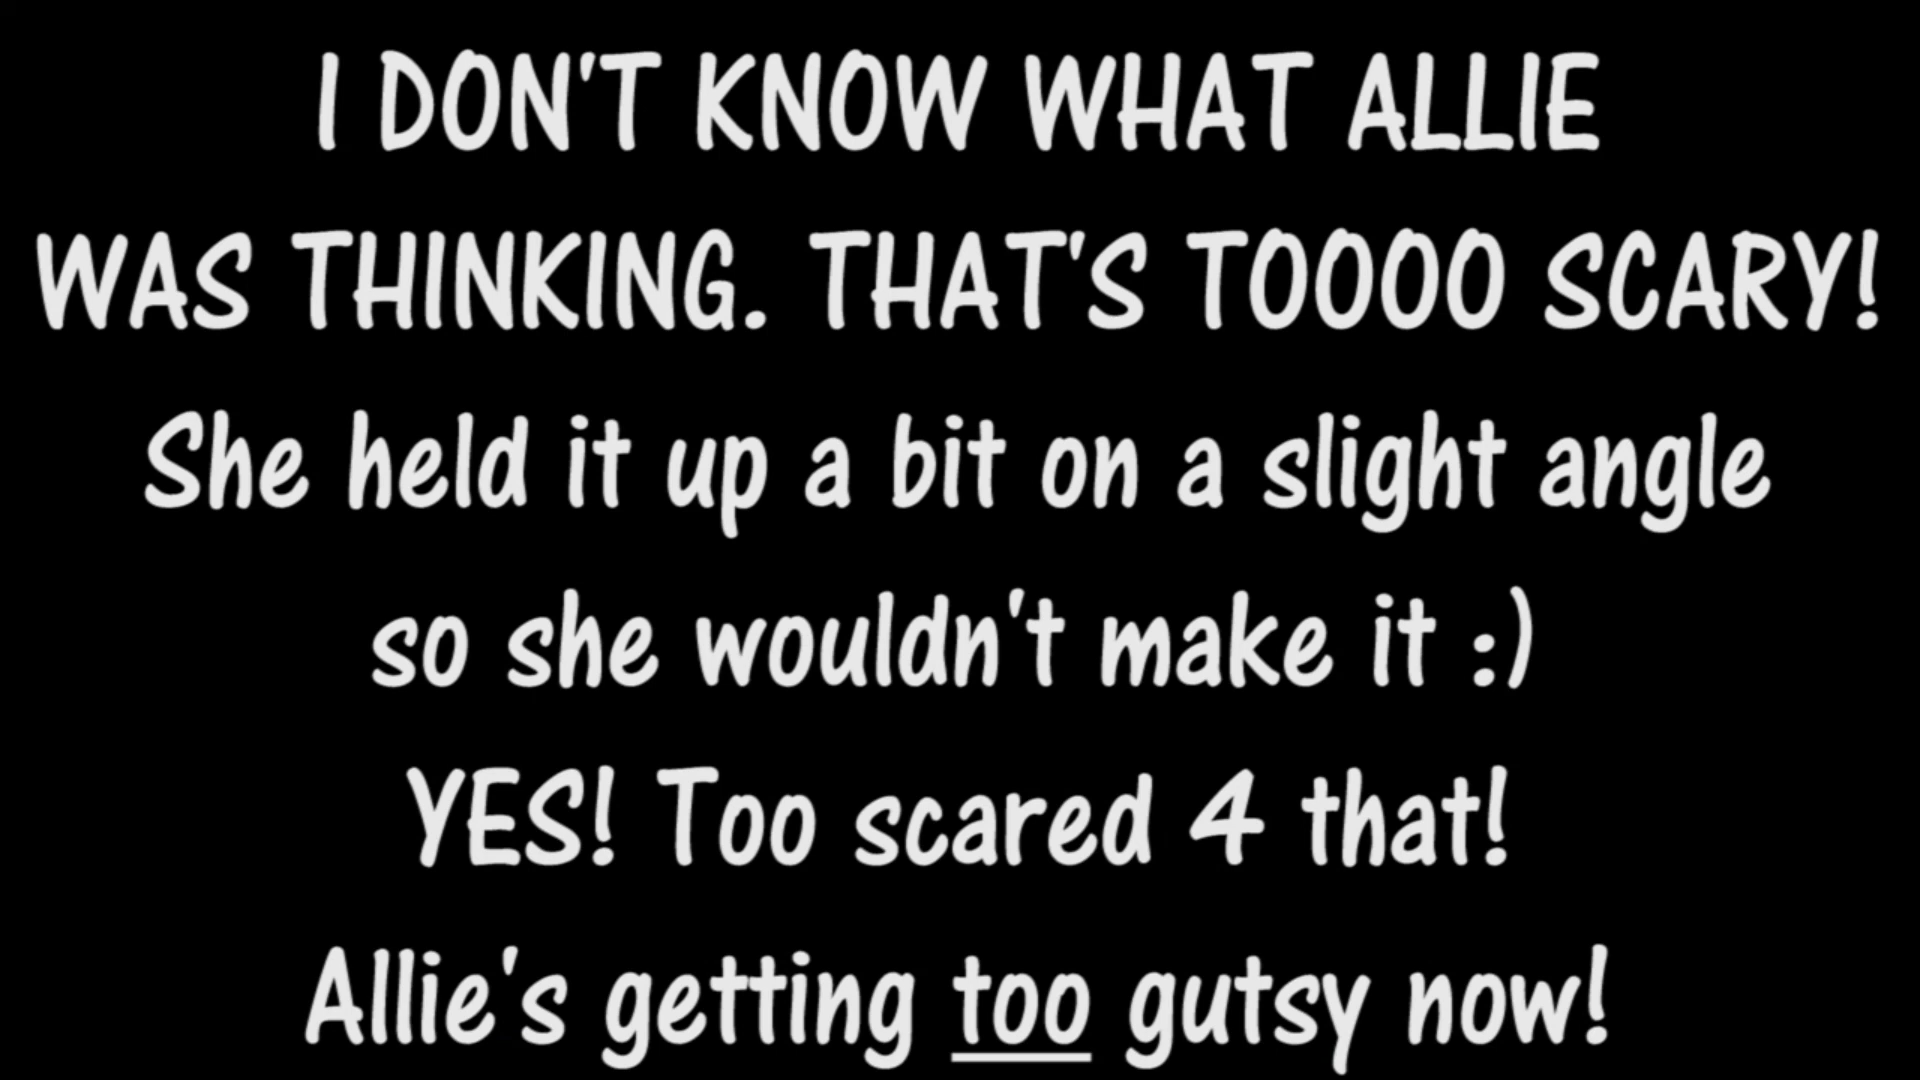 I DON'T KNOW WHAT ALLIE
WAS THINKING. THAT'S TOOOO SCARY!
She held it up a bit on a slight angle
so she wouldn't make it :)
YES! Too scared 4 that!
Allie's getting too gutsy now!